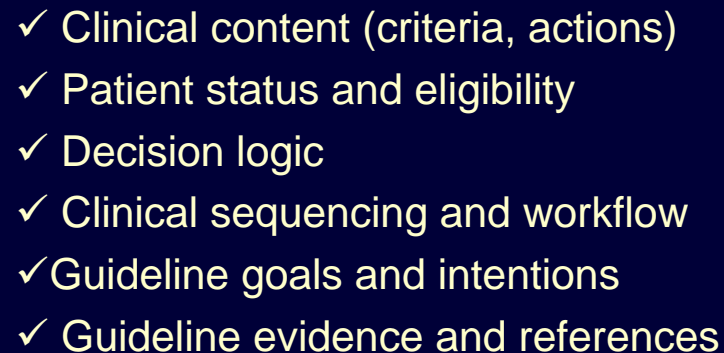 ✓ Clinical content (criteria, actions)
✓ Patient status and eligibility
✓ Decision logic
✓ Clinical sequencing and workflow
✓Guideline goals and intentions
✓ Guideline evidence and references